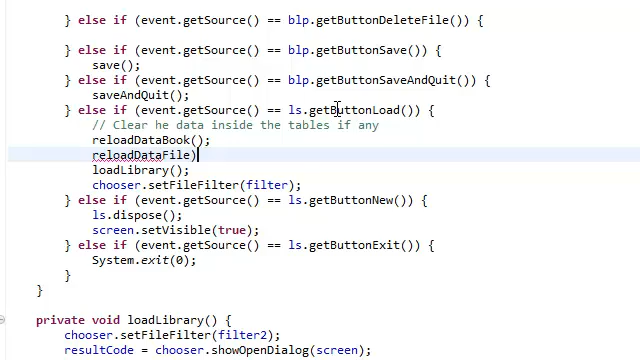 } else if (event.getSource() == blp.getButtonDeleteFile()) {
} else if (event.getSource() == blp.getButtonSave()) {
save();
} else if (event.getSource() == blp.getButtonSaveAndQuit()) {
saveAndQuit();
} else if (event.getSource() == ls.getButtonLoad()) {
// Clear he data inside the tables if any
reloadDataBook();
reloadDataFile)
loadLibrary();
chooser.setFileFilter(filter);
} else if (event.getSource() == ls.getButtonNew()) {
ls.dispose();
screen.setVisible(true);
} else if (event.getSource() == ls.getButtonExit()) {
System.exit(0);
}
}
private void loadLibrary() {
chooser.setFileFilter(filter2);
resultCode = chooser.showOpenDialog(screen);